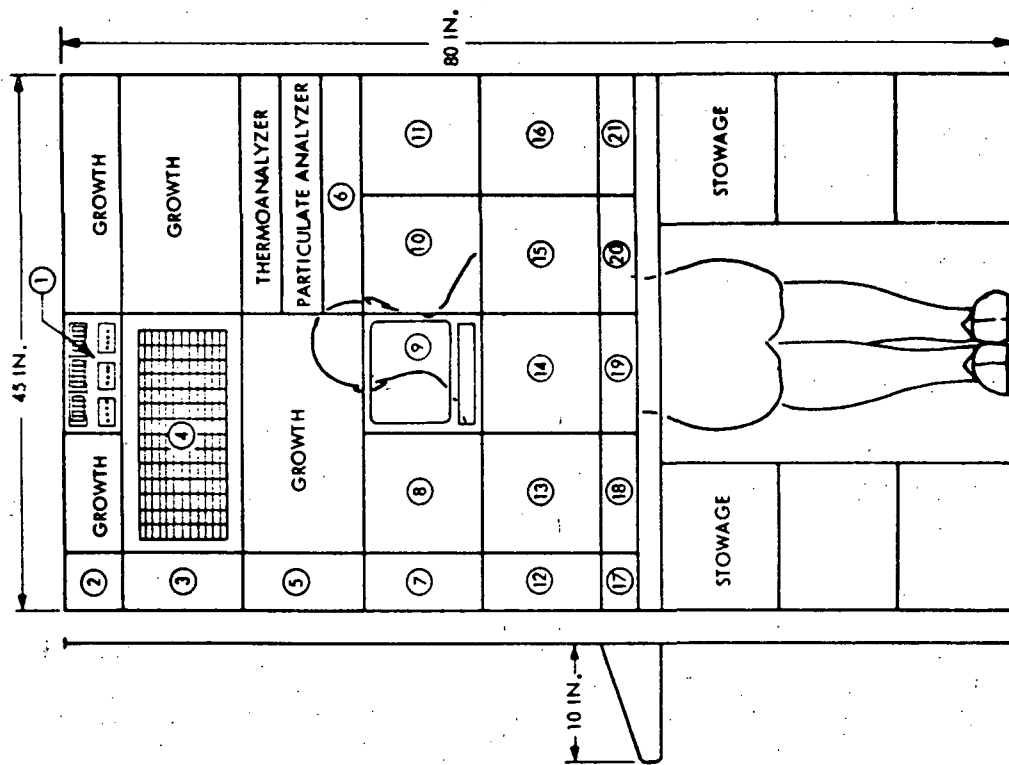 45 IN.
80 IN.
1
2
GROWTH
GROWTH
3
4
GROWTH
5
GROWTH
THERMOANALYZER
PARTICULATE ANALYZER
6
7
8
9
10
11
12
13
14
15
16
17
18
19
20
21
10 IN.
STOWAGE
STOWAGE